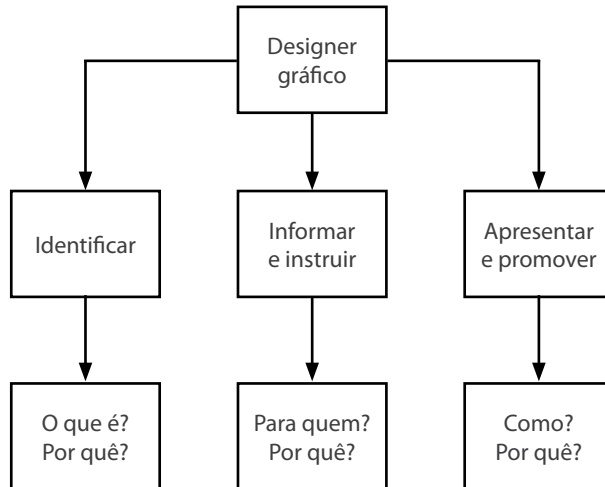 Designer
gráfico
Identificar
Informar
e instruir
Apresentar
e promover
O que é?
Por quê?
Para quem?
Por quê?
Como?
Por quê?